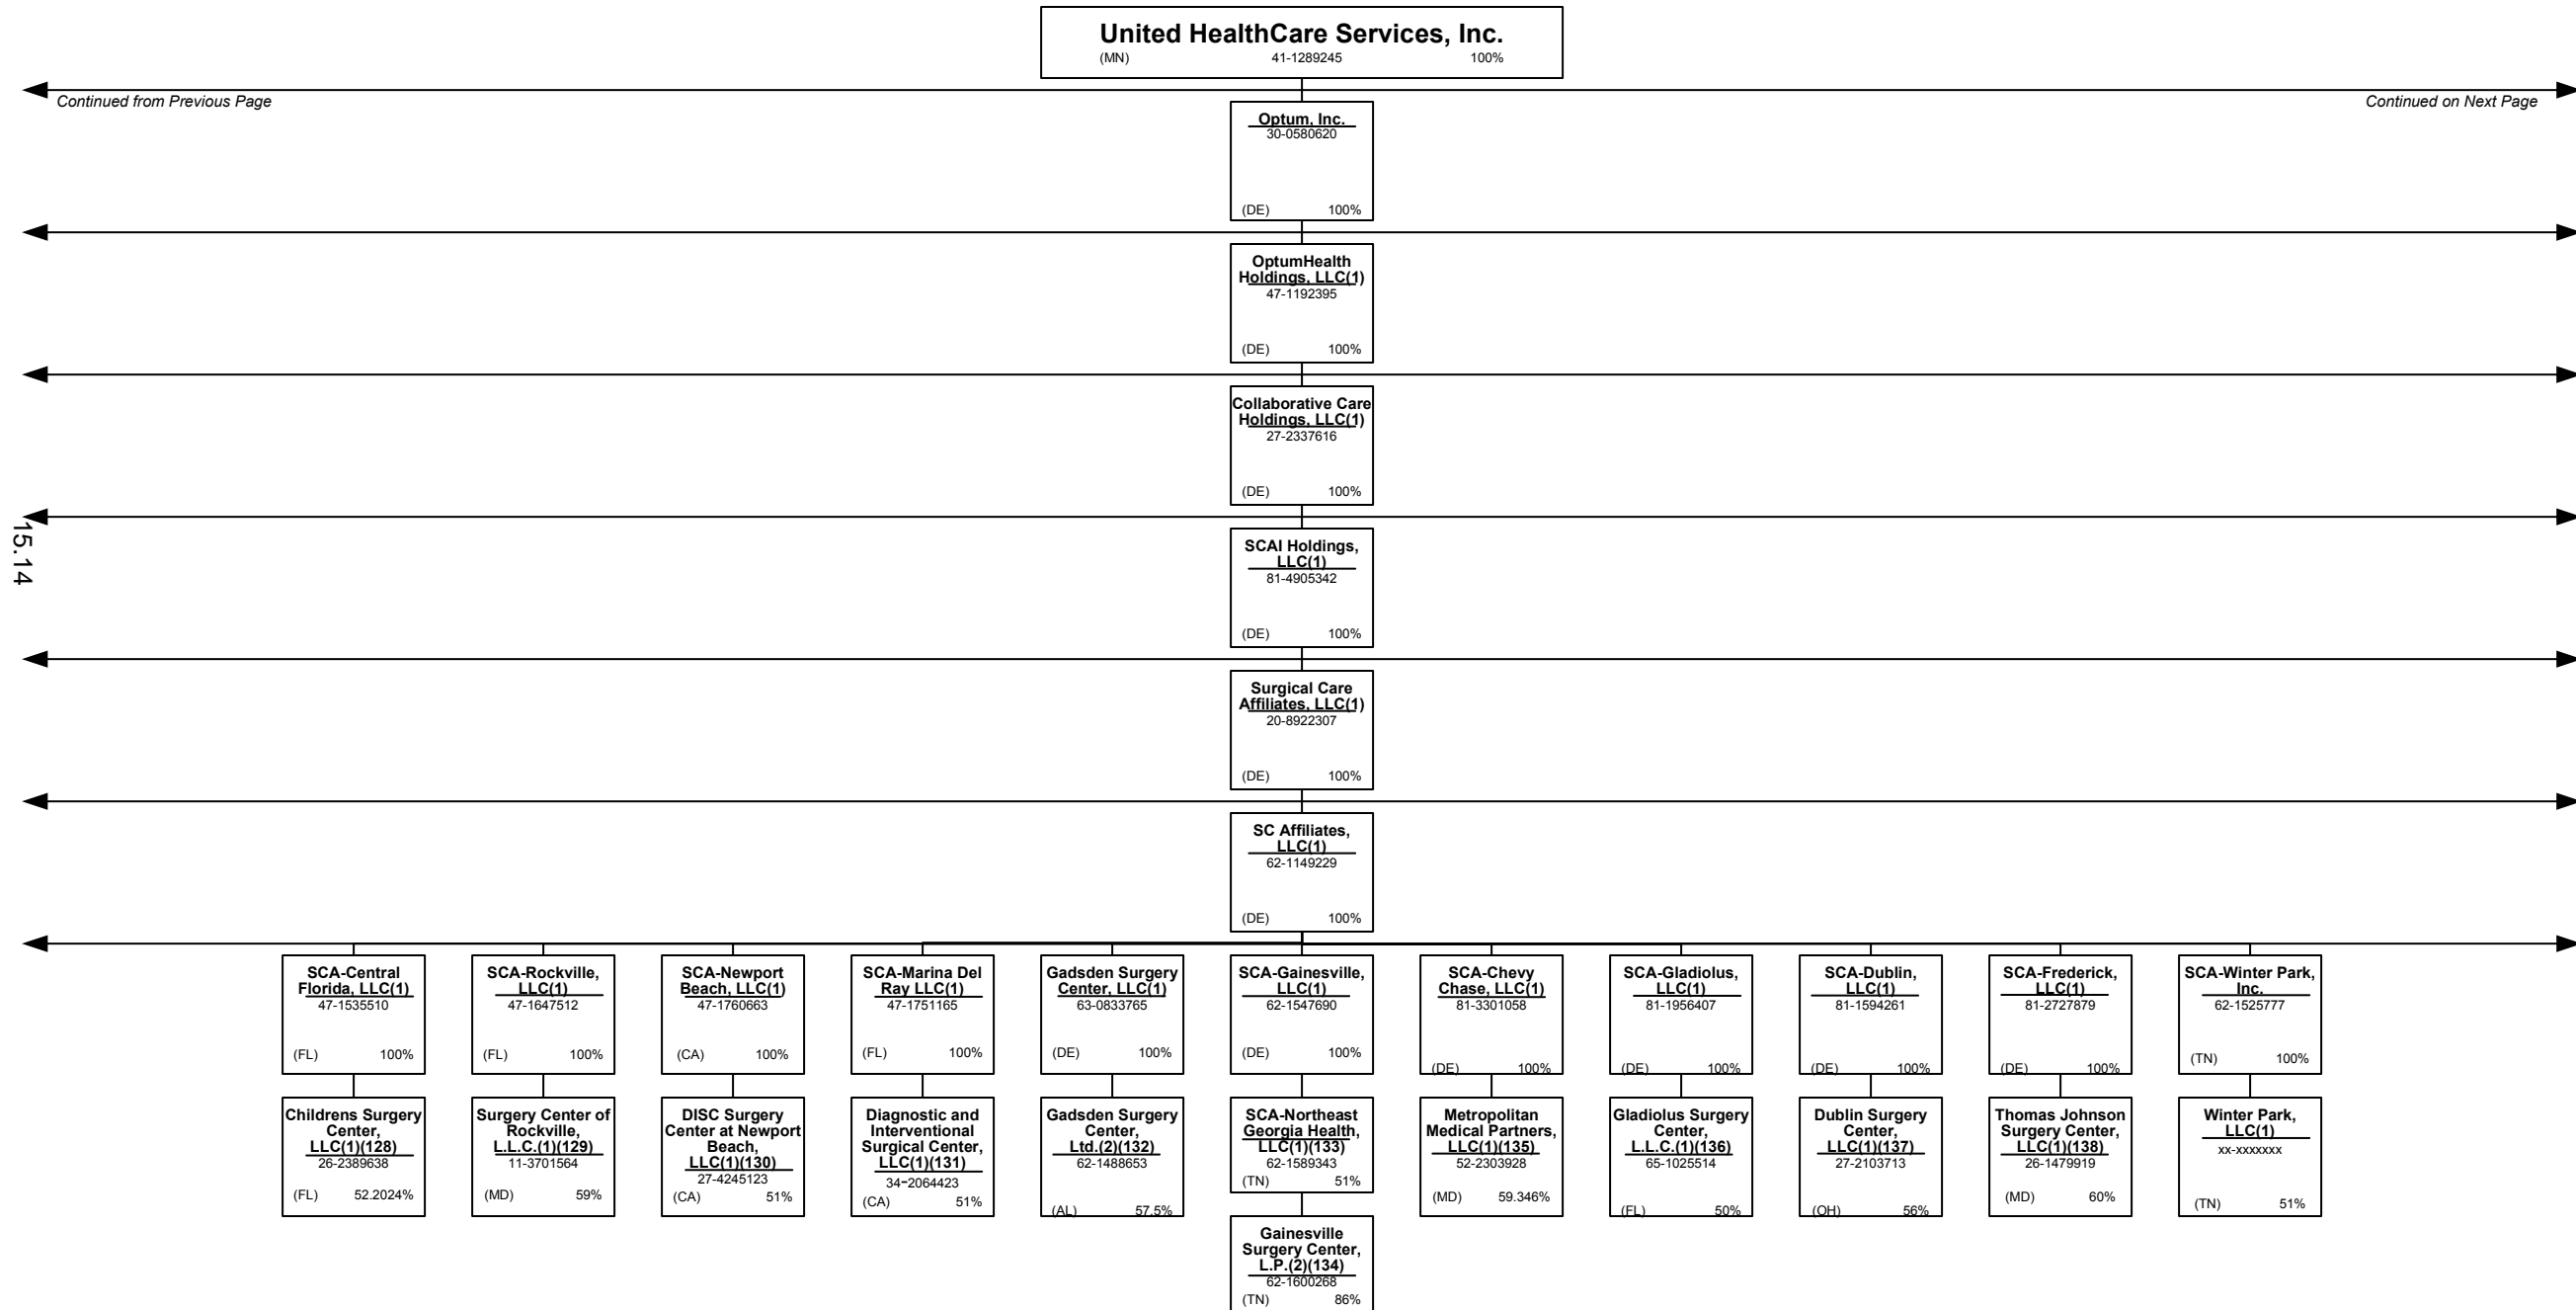 United HealthCare Services, Inc.
(MN) 41-1289245 100%
Continued from Previous Page
Continued on Next Page
Optum, Inc.
30-0580620
(DE) 100%
OptumHealth
Holdings, LLC(1)
47-1192395
(DE) 100%
Collaborative Care
Holdings, LLC(1)
27-2337616
(DE) 100%
15.14
SCAI Holdings,
LLC(1)
81-4905342
(DE) 100%
Surgical Care
Affiliates, LLC(1)
20-8922307
(DE) 100%
SC Affiliates,
LLC(1)
62-1149229
(DE) 100%
SCA-Central
Florida, LLC(1)
47-1535510
(FL) 100%
SCA-Rockville,
LLC(1)
47-1647512
(FL) 100%
SCA-Newport
Beach, LLC(1)
47-1760663
(CA) 100%
SCA-Marina Del
Ray LLC(1)
47-1751165
(FL) 100%
Gadsden Surgery
Center, LLC(1)
63-0833765
(DE) 100%
SCA-Gainesville,
LLC(1)
62-1547690
(DE) 100%
SCA-Chevy
Chase, LLC(1)
81-3301058
(DE) 100%
SCA-Gladiolus,
LLC(1)
81-1956407
(DE) 100%
SCA-Dublin,
LLC(1)
81-1594261
(DE) 100%
SCA-Frederick,
LLC(1)
81-2727879
(DE) 100%
SCA-Winter Park,
Inc.
62-1525777
(TN) 100%
Childrens Surgery
Center,
LLC(1)(128)
26-2389638
(FL) 52.2024%
Surgery Center of
Rockville,
L.L.C.(1)(129)
11-3701564
(MD) 59%
DISC Surgery
Center at Newport
Beach,
LLC(1)(130)
27-4245123
(CA) 51%
Diagnostic and
Interventional
Surgical Center,
LLC(1)(131)
34-2064423
(CA) 51%
Gadsden Surgery
Center,
Ltd.(2)(132)
62-1488653
(AL) 57.5%
SCA-Northeast
Georgia Health,
LLC(1)(133)
62-1589343
(TN) 51%
Metropolitan
Medical Partners,
LLC(1)(135)
52-2303928
(MD) 59.346%
Gladiolus Surgery
Center,
L.L.C.(1)(136)
65-1025514
(FL) 50%
Dublin Surgery
Center,
LLC(1)(137)
27-2103713
(OH) 56%
Thomas Johnson
Surgery Center,
LLC(1)(138)
26-1479919
(MD) 60%
Winter Park,
LLC(1)
xx-xxxxxxx
(TN) 51%
Gainesville
Surgery Center,
L.P.(2)(134)
62-1600268
(TN) 86%